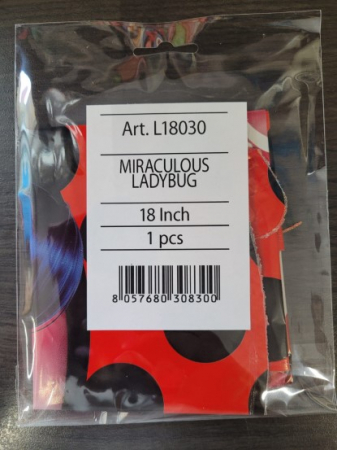 Art. L18030
MIRACULOUS
LADYBUG
18 Inch
1 pcs
8 057680 308300